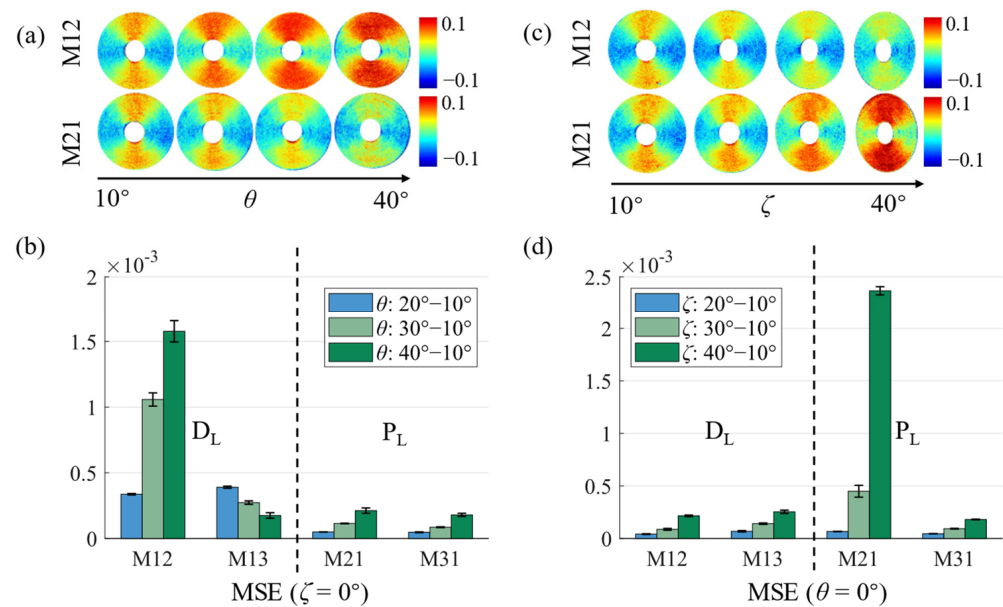 (a)
M12
0.1
−0.1
M21
0.1
−0.1
10° θ 40°
(c)
M12
0.1
−0.1
M21
0.1
−0.1
10° ζ 40°
(b)
×10⁻³
2
1.5
1
0.5
0
θ: 20°−10°
θ: 30°−10°
θ: 40°−10°
D_L P_L
M12 M13 M21 M31
MSE (ζ = 0°)
(d)
×10⁻³
2.5
2
2.5
1
0.5
0
ζ: 20°−10°
ζ: 30°−10°
ζ: 40°−10°
D_L P_L
M12 M13 M21 M31
MSE (θ = 0°)